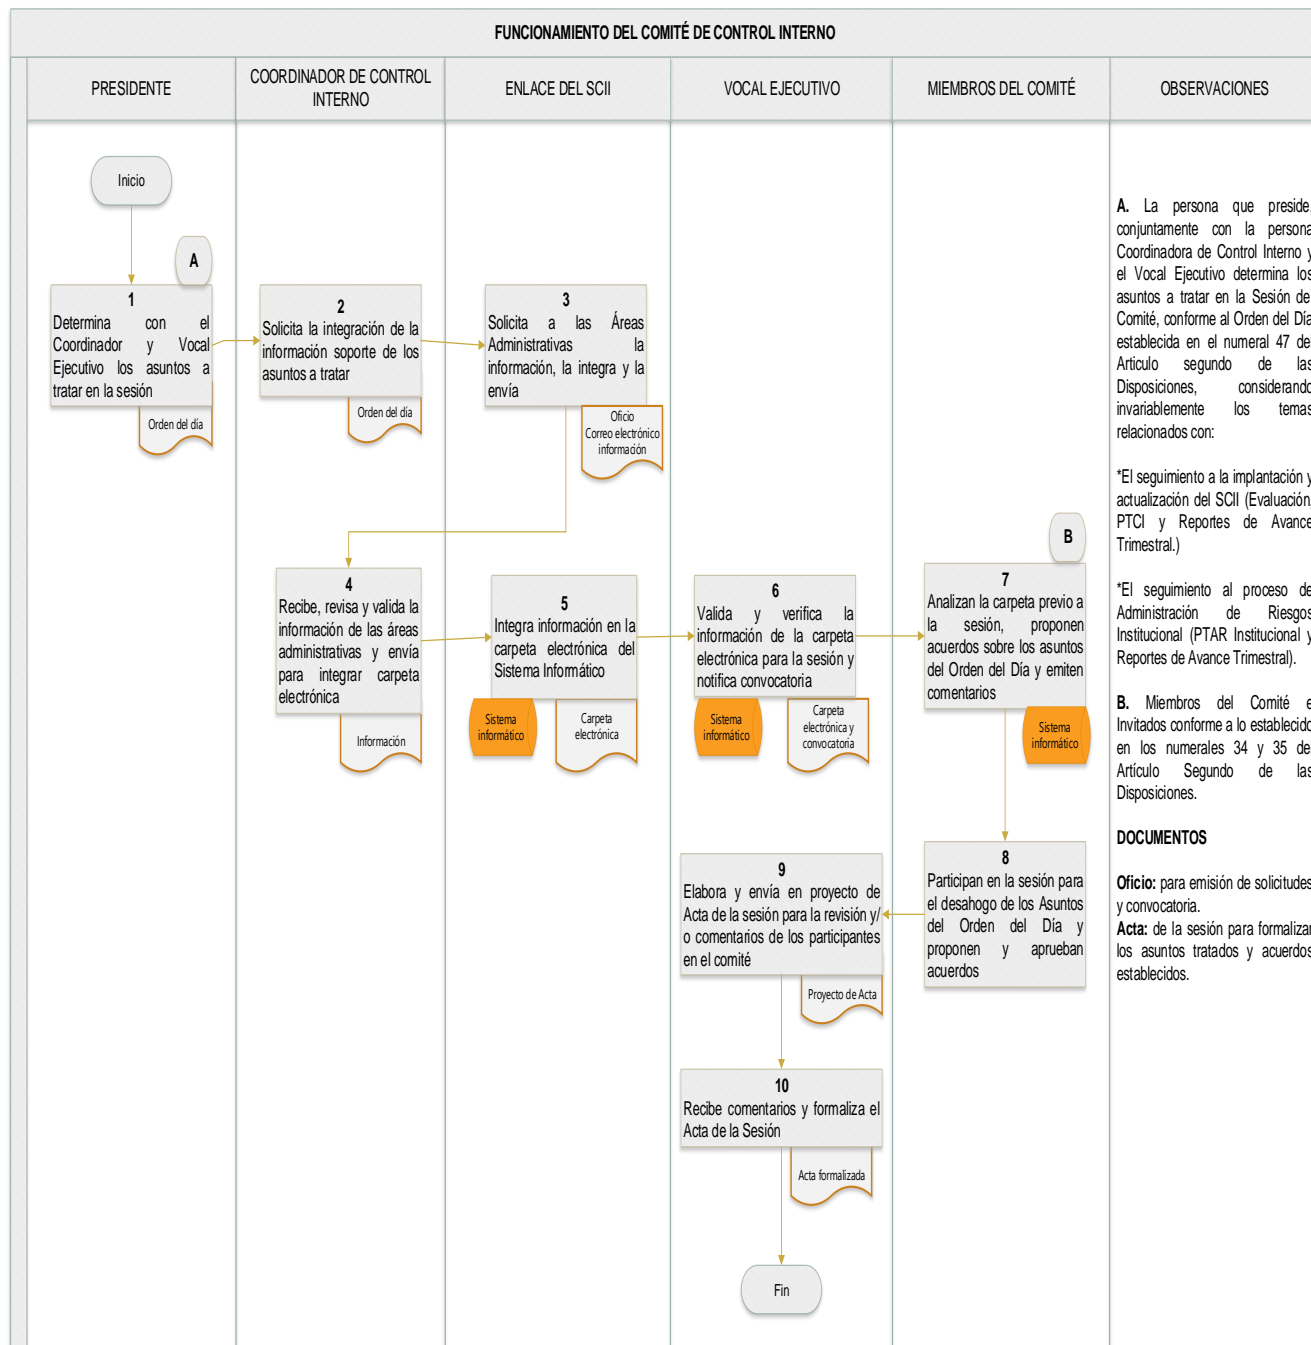 FUNCIONAMIENTO DEL COMITÉ DE CONTROL INTERNO
PRESIDENTE
COORDINADOR DE CONTROL
INTERNO
ENLACE DEL SCII
VOCAL EJECUTIVO
MIEMBROS DEL COMITÉ
OBSERVACIONES
Inicio
A
1
Determina con el
Coordinador y Vocal
Ejecutivo los asuntos a
tratar en la sesión
Orden del día
2
Solicita la integración de la
información soporte de los
asuntos a tratar
Orden del día
3
Solicita a las Áreas
Administrativas la
información, la integra y la
envía
Oficio
Correo electrónico
información
4
Recibe, revisa y valida la
información de las áreas
administrativas y envía
para integrar carpeta
electrónica
Información
5
Integra información en la
carpeta electrónica del
Sistema Informático
Sistema
informático
Carpeta
electrónica
6
Valida y verifica la
información de la carpeta
electrónica para la sesión y
notifica convocatoria
Sistema
informático
Carpeta
electrónica y
convocatoria
B
7
Analizan la carpeta previo a
la sesión, proponen
acuerdos sobre los asuntos
del Orden del Día y emiten
comentarios
Sistema
informático
8
Participan en la sesión para
el desahogo de los Asuntos
del Orden del Día y
proponen y aprueban
acuerdos
9
Elabora y envía en proyecto de
Acta de la sesión para la revisión y/
o comentarios de los participantes
en el comité
Proyecto de Acta
10
Recibe comentarios y formaliza el
Acta de la Sesión
Acta formalizada
Fin
A. La persona que preside,
conjuntamente con la persona
Coordinadora de Control Interno y
el Vocal Ejecutivo determina los
asuntos a tratar en la Sesión de
Comité, conforme al Orden del Día
establecida en el numeral 47 de
Articulo segundo de las
Disposiciones, considerando
invariablemente los temas
relacionados con:
*El seguimiento a la implantación y
actualización del SCII (Evaluación,
PTCI y Reportes de Avance
Trimestral.)
*El seguimiento al proceso de
Administración de Riesgos
Institucional (PTAR Institucional y
Reportes de Avance Trimestral).
B. Miembros del Comité e
Invitados conforme a lo establecido
en los numerales 34 y 35 de
Artículo Segundo de las
Disposiciones.
DOCUMENTOS
Oficio: para emisión de solicitudes
y convocatoria.
Acta: de la sesión para formalizar
los asuntos tratados y acuerdos
establecidos.